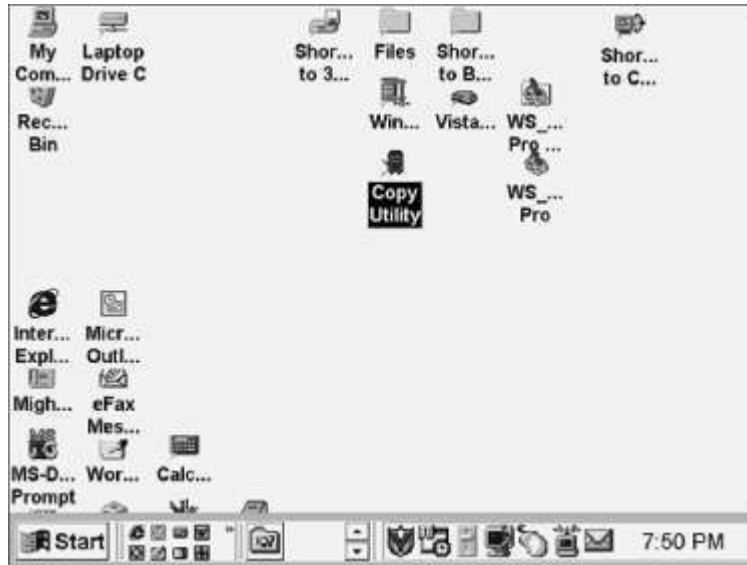 My
Com...
Laptop
Drive C
Shor...
to 3...
Files
Shor...
to B...
Shor...
to C...
Rec...
Bin
Win...
Vista...
WS_...
Pro ...
Copy
Utility
WS_...
Pro
Inter...
Expl...
Micr...
Outl...
Migh...
eFax
Mes...
MS-D...
Prompt
Wor...
Calc...
Start
7:50 PM